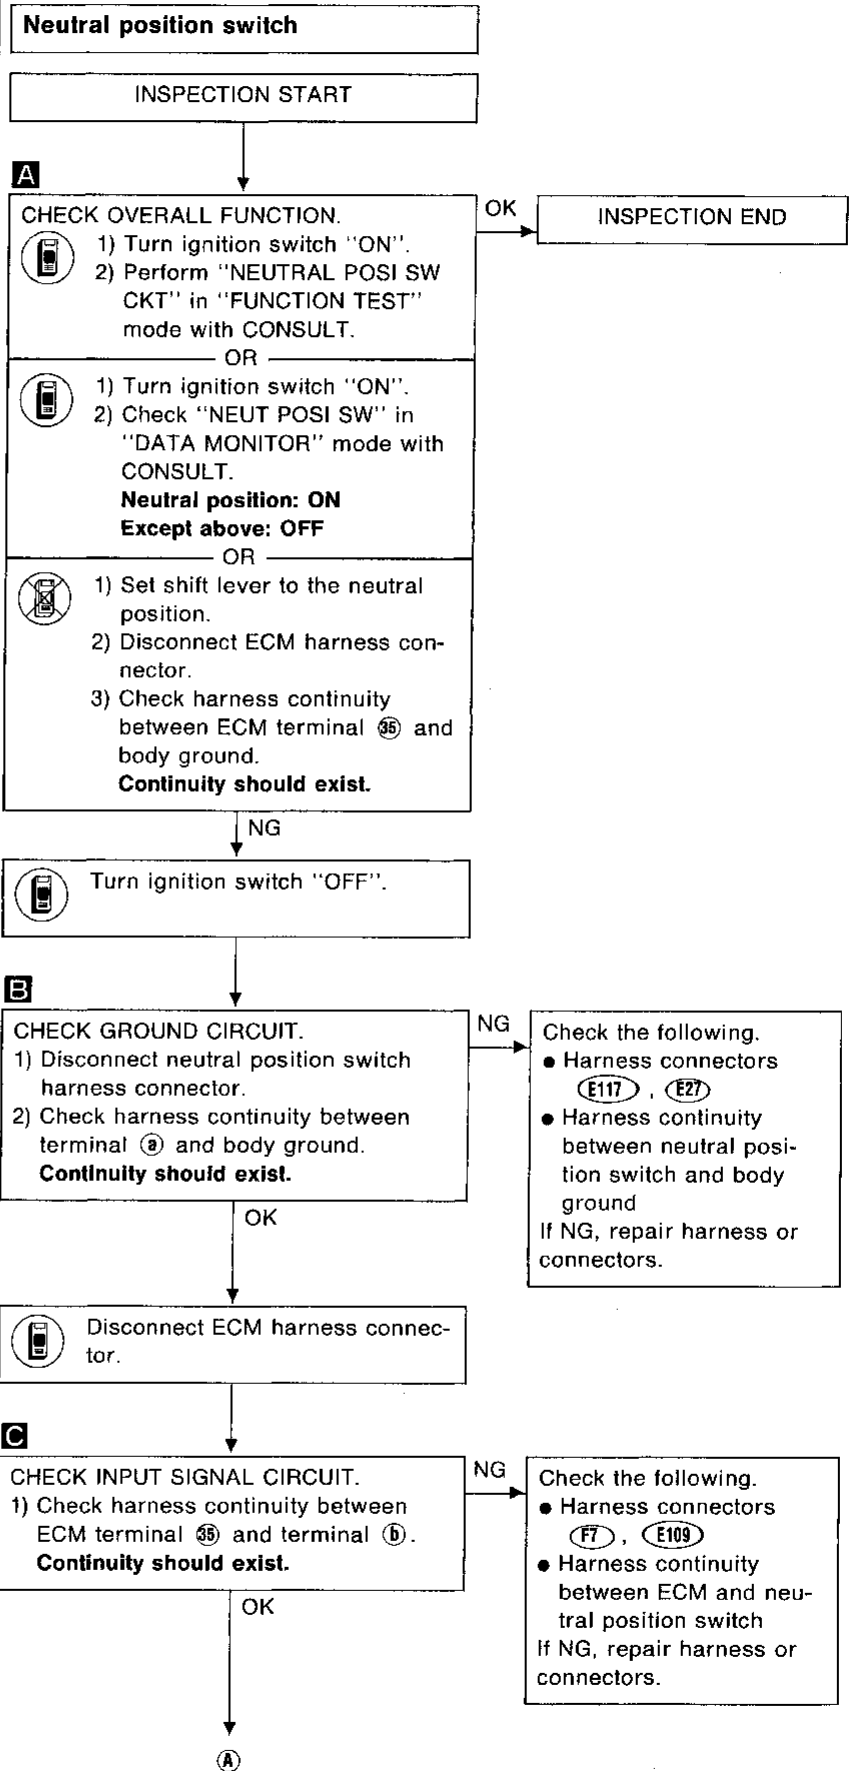 Neutral position switch
INSPECTION START
A
CHECK OVERALL FUNCTION.
1) Turn ignition switch "ON".
2) Perform "NEUTRAL POSI SW
CKT" in "FUNCTION TEST"
mode with CONSULT.
OR
1) Turn ignition switch "ON".
2) Check "NEUT POSI SW" in
"DATA MONITOR" mode with
CONSULT.
Neutral position: ON
Except above: OFF
OR
1) Set shift lever to the neutral
position.
2) Disconnect ECM harness con-
nector.
3) Check harness continuity
between ECM terminal 35 and
body ground.
Continuity should exist.
OK
INSPECTION END
NG
Turn ignition switch "OFF".
B
CHECK GROUND CIRCUIT.
1) Disconnect neutral position switch
harness connector.
2) Check harness continuity between
terminal a and body ground.
Continuity should exist.
NG
Check the following.
● Harness connectors
E117 , E27
● Harness continuity
between neutral posi-
tion switch and body
ground
If NG, repair harness or
connectors.
OK
Disconnect ECM harness connec-
tor.
C
CHECK INPUT SIGNAL CIRCUIT.
1) Check harness continuity between
ECM terminal 35 and terminal b.
Continuity should exist.
NG
Check the following.
● Harness connectors
F7 , E109
● Harness continuity
between ECM and neu-
tral position switch
If NG, repair harness or
connectors.
OK
A